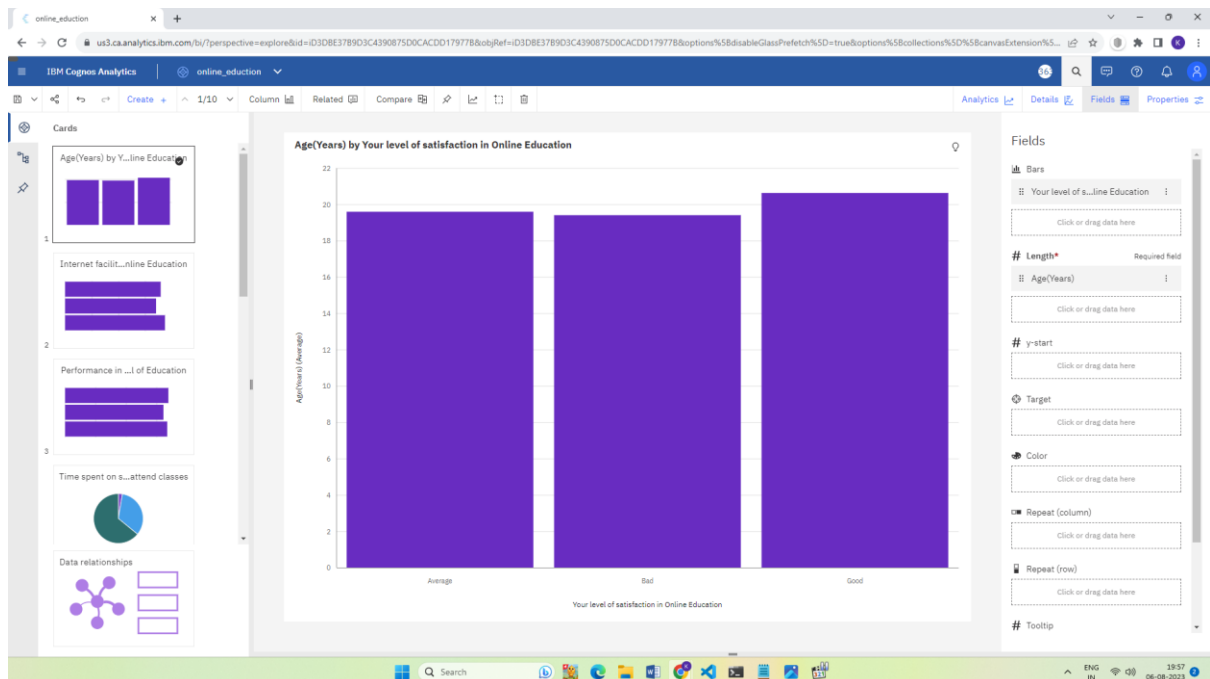 online_eduction
us3.ca.analytics.ibm.com/bi/?perspective=explore&id=iD3DBE37B9D3C4390875D0CACDD17977B&objRef=iD3DBE37B9D3C4390875D0CACDD17977B&options%5BdisableGlassPrefetch%5D=true&options%5Bcollections%5D%5BcanvasExtension%5...
K
IBM Cognos Analytics
online_eduction
Create +
1/10
Column
Related
Compare
Analytics
Details
Fields
Properties
Cards
Age(Years) by Y...line Education
1
Internet facilit...nline Education
2
Performance in ...l of Education
3
Time spent on s...attend classes
Data relationships
Age(Years) by Your level of satisfaction in Online Education
22
20
18
16
14
12
10
8
6
4
2
0
Age(Years) (Average)
Average
Bad
Good
Your level of satisfaction in Online Education
Fields
Bars
Your level of s...line Education
Click or drag data here
# Length*
Required field
Age(Years)
Click or drag data here
# y-start
Click or drag data here
Target
Click or drag data here
Color
Click or drag data here
Repeat (column)
Click or drag data here
Repeat (row)
Click or drag data here
# Tooltip
Search
ENG
IN
19:57
06-08-2023
2